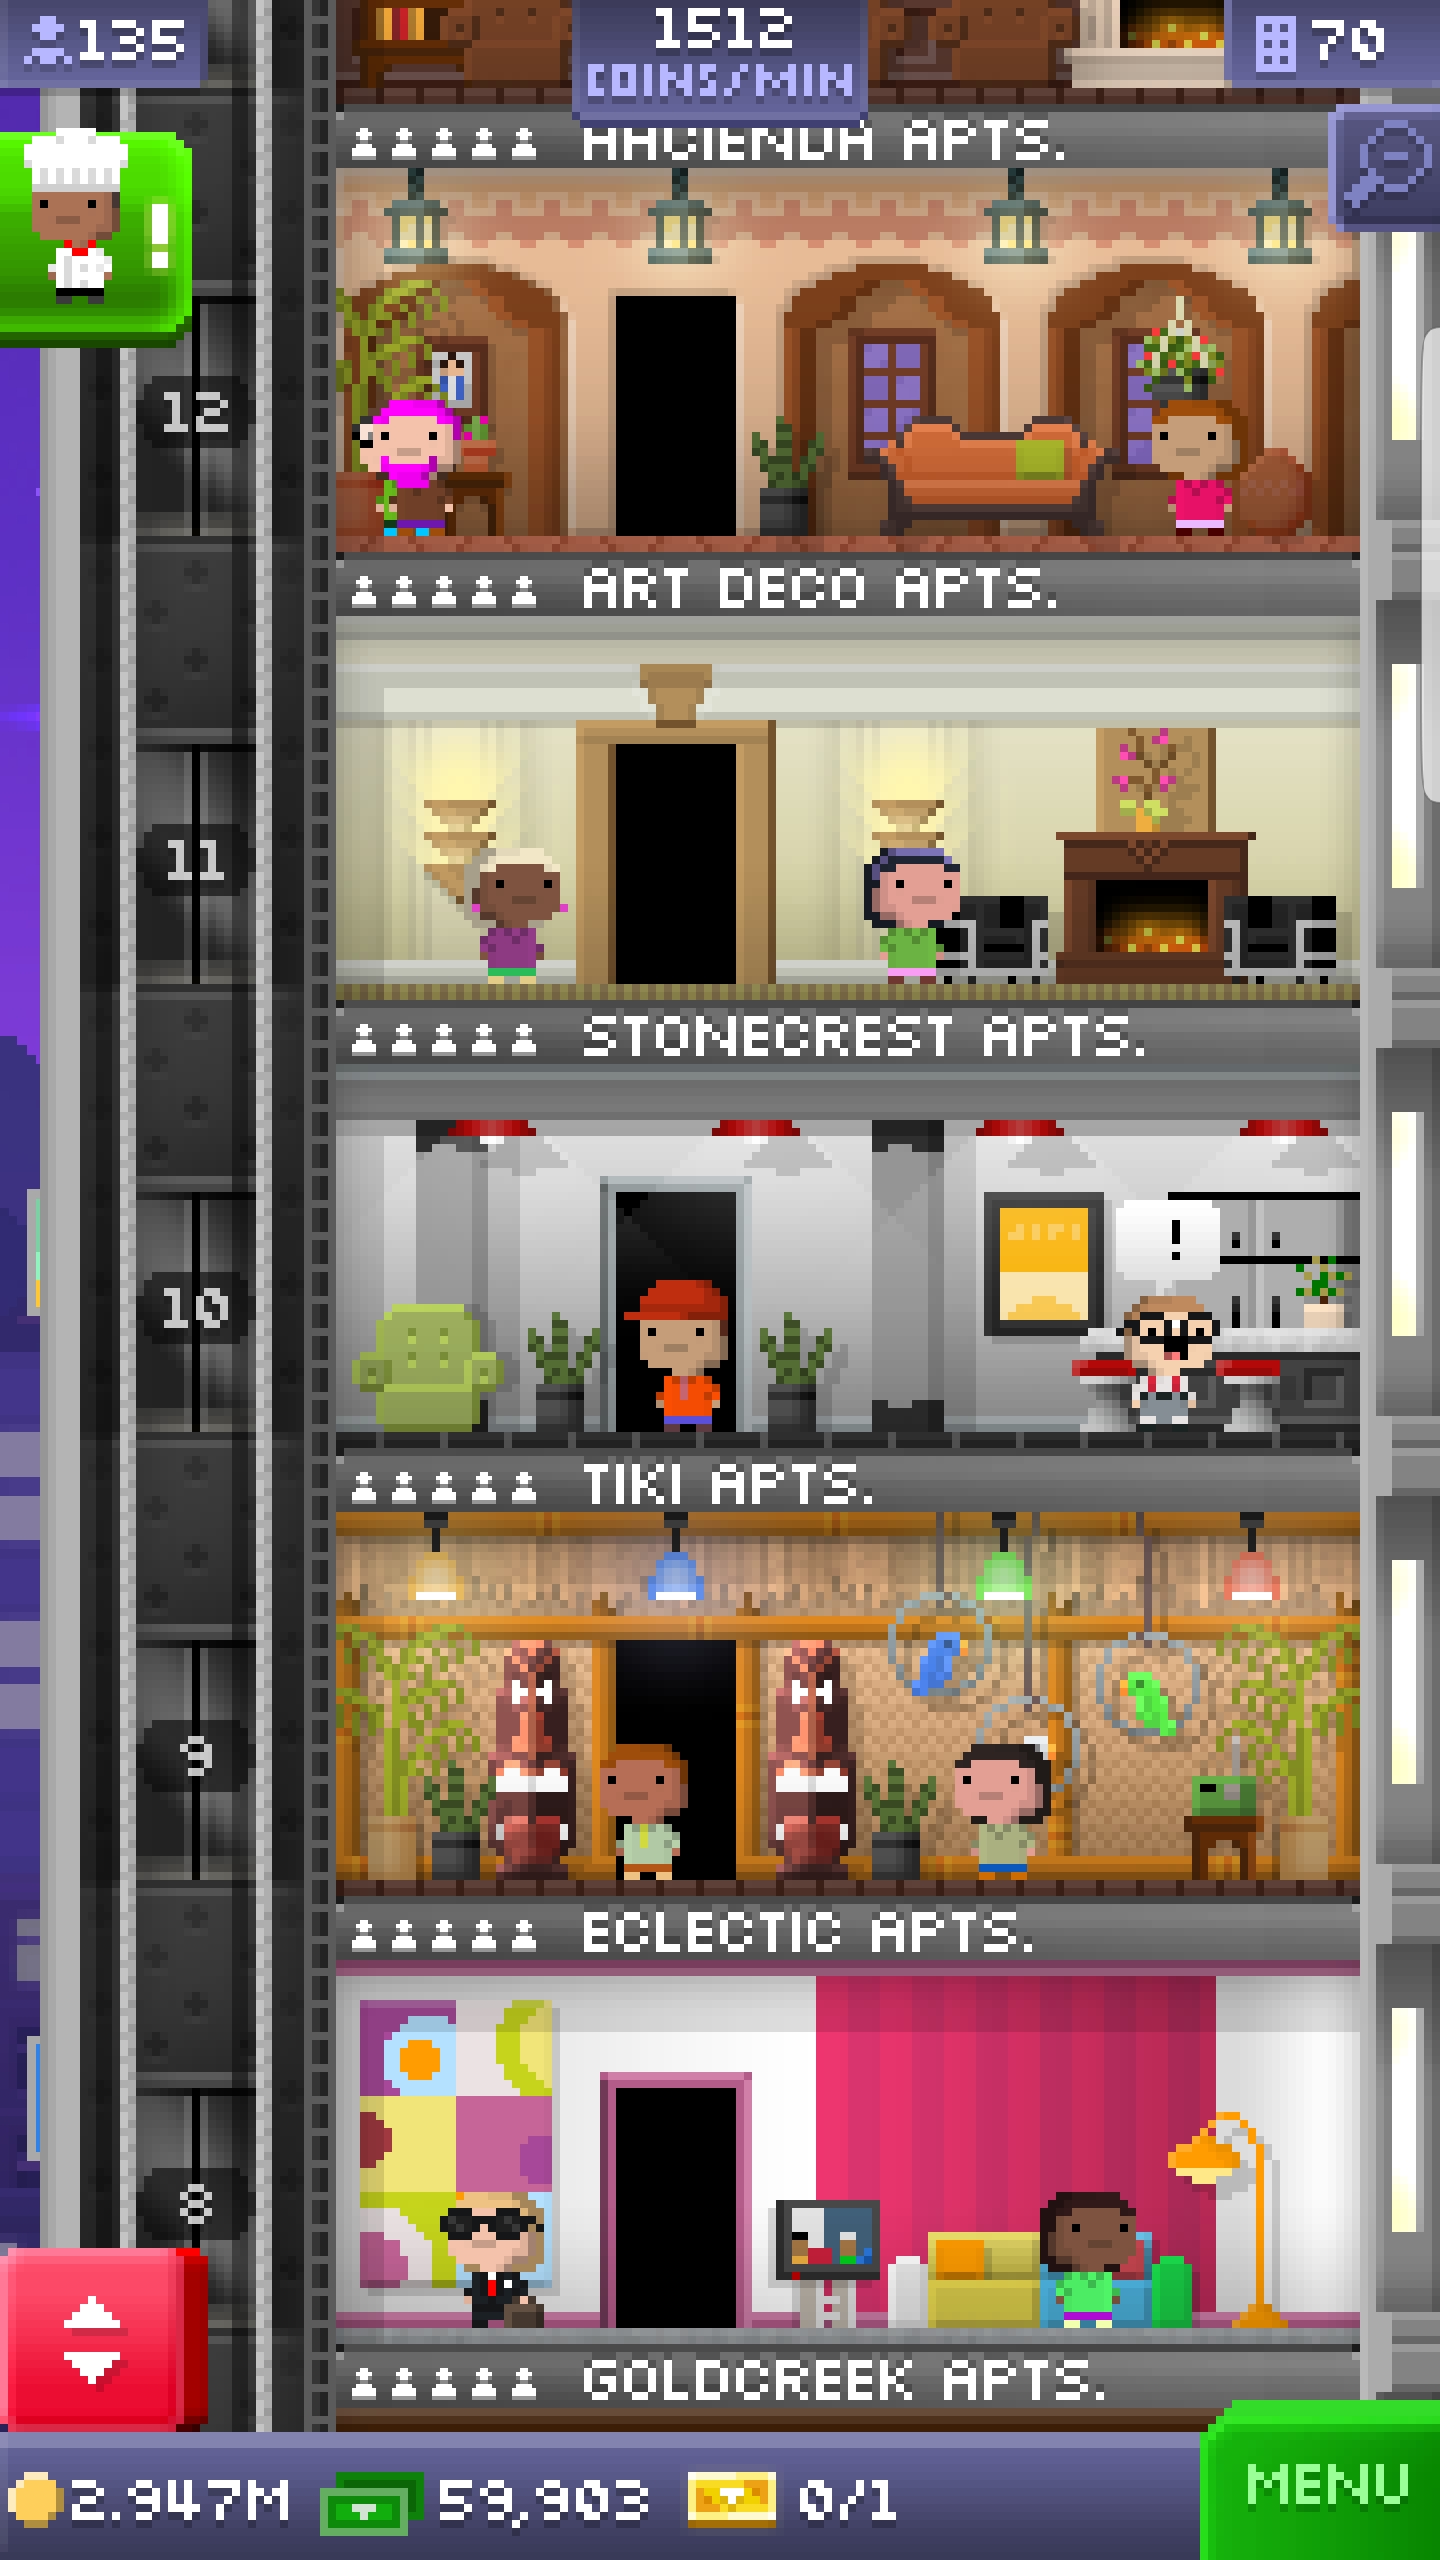 135
1512
COINS/MIN
70
!
HACIENDA APTS.
12
ART DECO APTS.
11
STONECREST APTS.
!
10
TIKI APTS.
9
ECLECTIC APTS.
8
GOLDCREEK APTS.
2.947M
59,903
0/1
MENU